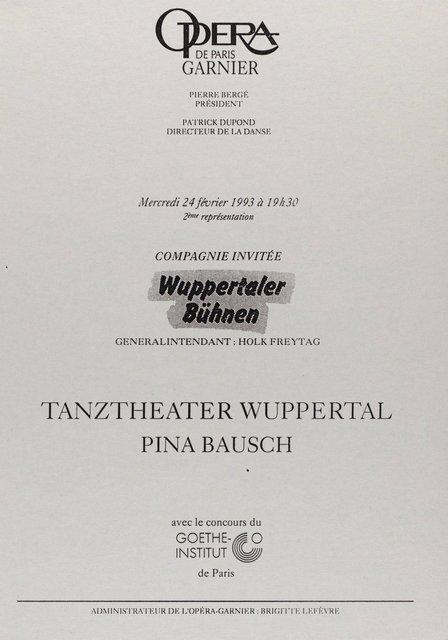 OPERA
DE PARIS
GARNIER
PIERRE BERGÉ
PRÉSIDENT
PATRICK DUPOND
DIRECTEUR DE LA DANSE
Mercredi 24 février 1993 à 19h30
2ème représentation
COMPAGNIE INVITÉE
Wuppertaler
Bühnen
GENERALINTENDANT : HOLK FREYTAG
TANZTHEATER WUPPERTAL
PINA BAUSCH
avec le concours du
GOETHE-
INSTITUT
de Paris
ADMINISTRATEUR DE L'OPÉRA-GARNIER : BRIGITTE LEFÈVRE